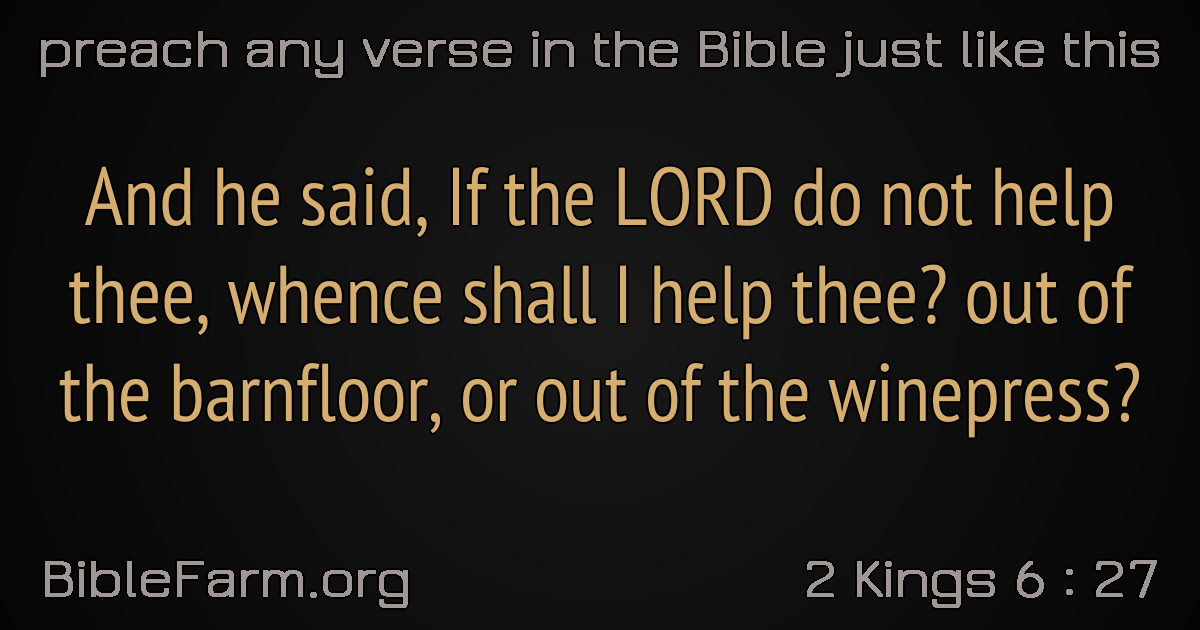 preach any verse in the Bible just like this
And he said, If the LORD do not help
thee, whence shall I help thee? out of
the barnfloor, or out of the winepress?
BibleFarm.org
2 Kings 6 : 27